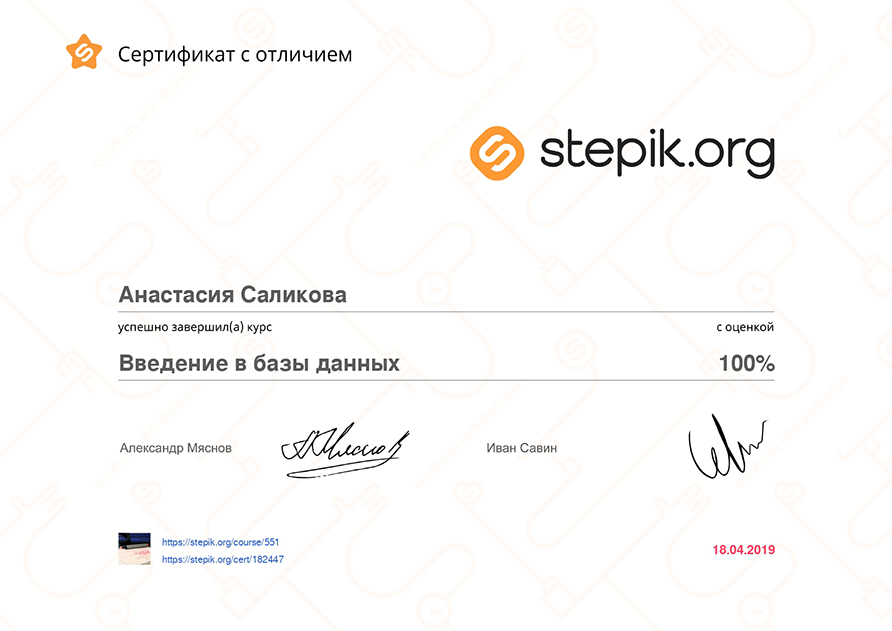 Сертификат с отличием
stepik.org
Анастасия Саликова
успешно завершил(а) курс с оценкой
Введение в базы данных 100%
Александр Мяснов Иван Савин
https://stepik.org/course/551
https://stepik.org/cert/182447 18.04.2019